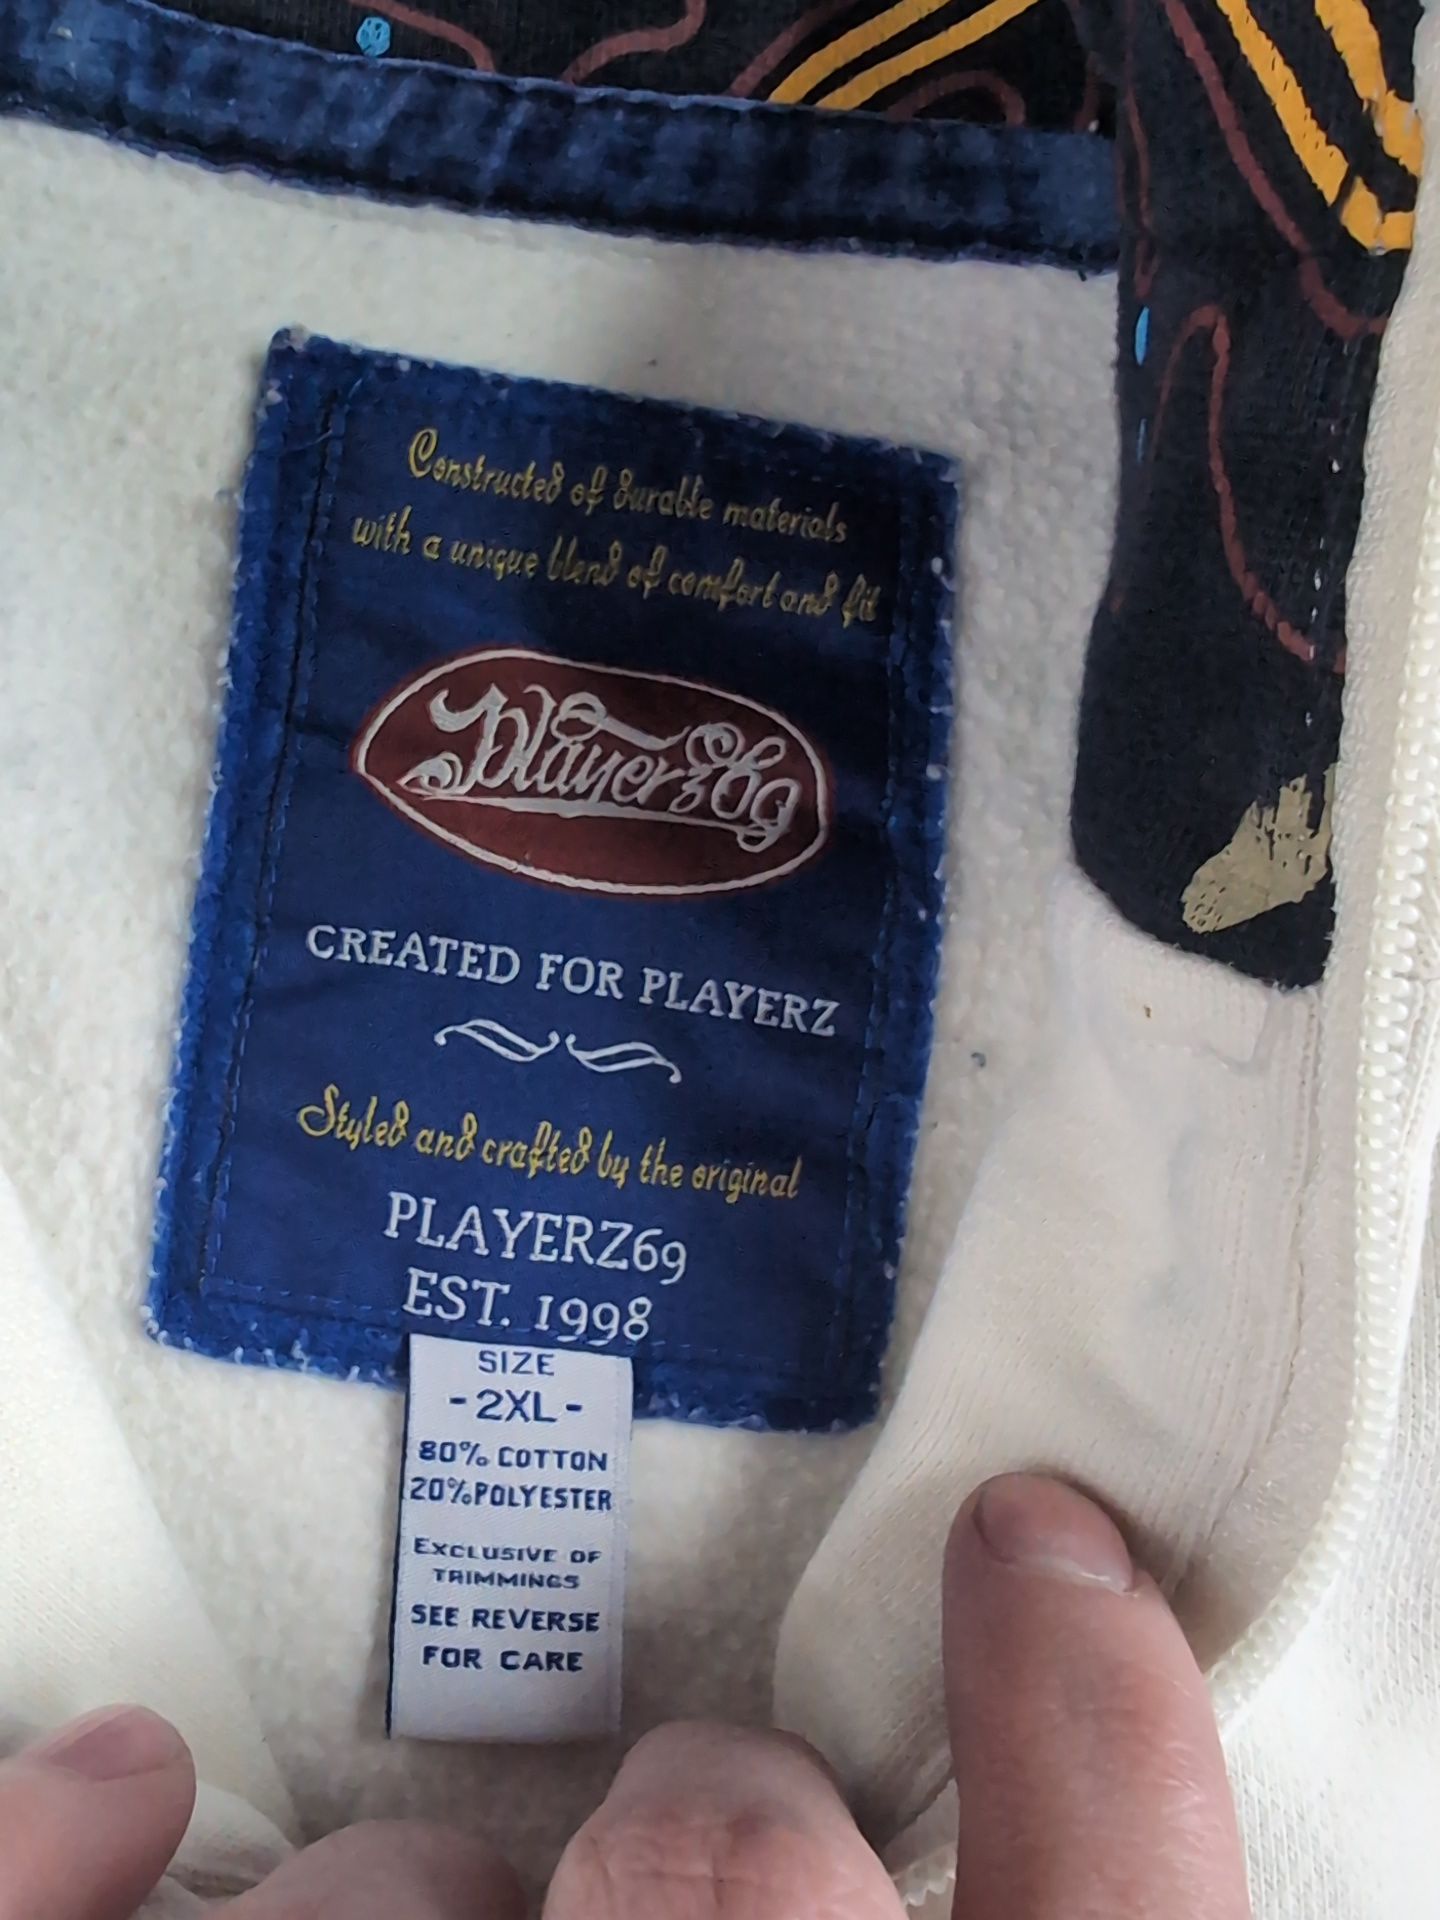 Constructed of durable materials
with a unique blend of comfort and fit
Playerz69
CREATED FOR PLAYERZ
Styled and crafted by the original
PLAYERZ69
EST. 1998
SIZE
-2XL-
80% COTTON
20% POLYESTER
EXCLUSIVE OF
TRIMMINGS
SEE REVERSE
FOR CARE